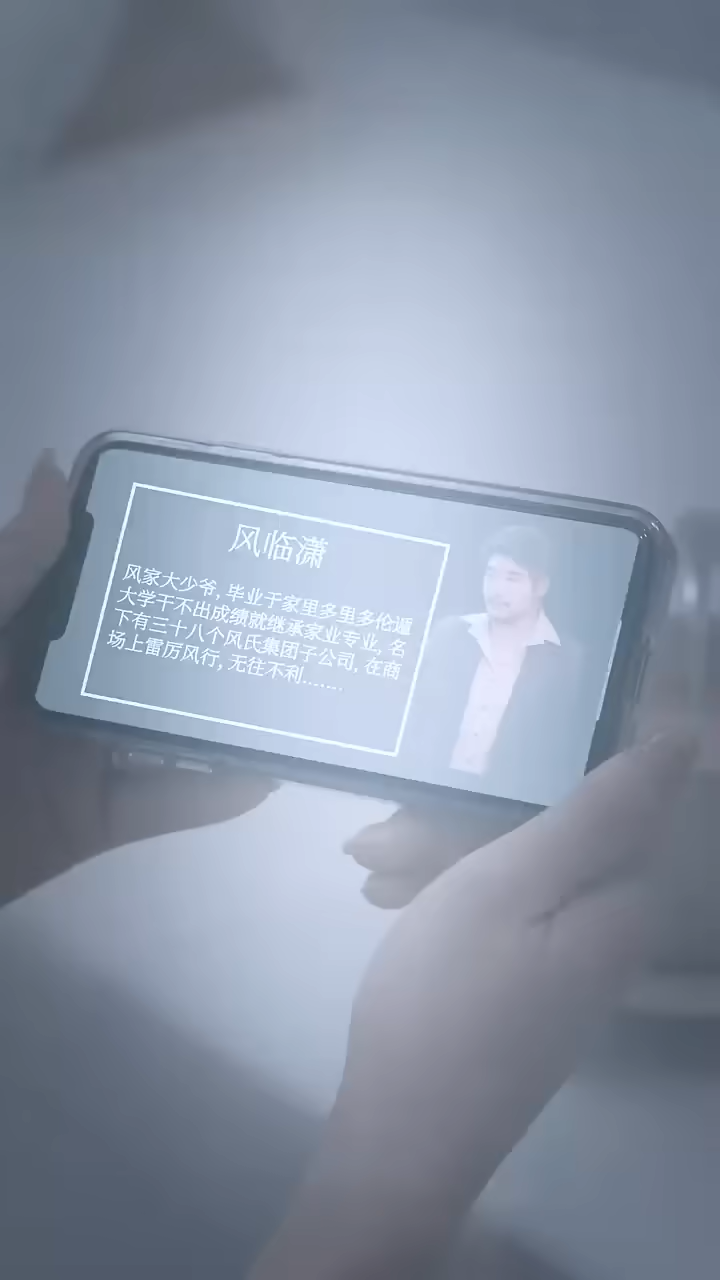 风临潇
风家大少爷, 毕业于家里多里多伦遁
大学干不出成绩就继承家业专业, 名
下有三十八个风氏集团子公司, 在商
场上雷厉风行, 无往不利.......